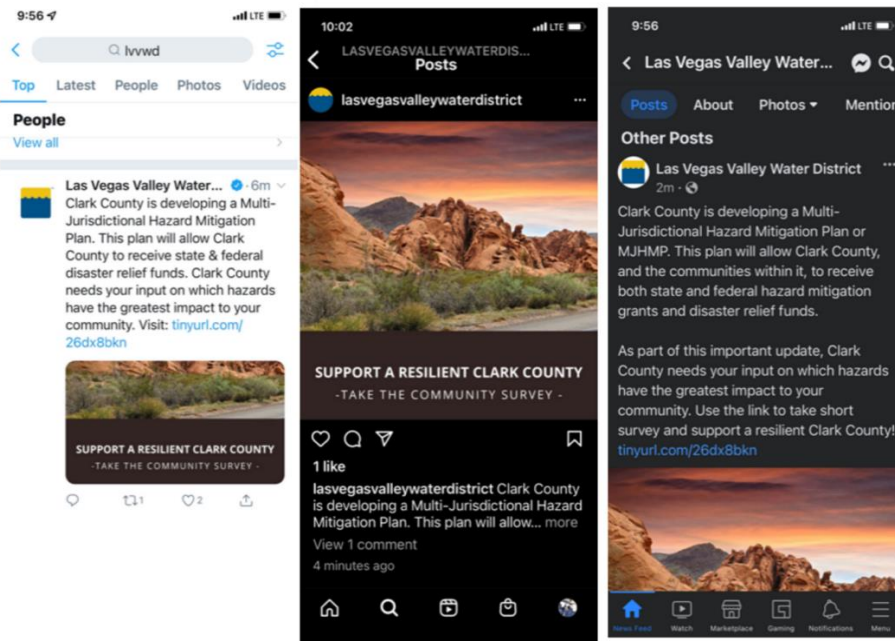 9:56
LTE
lvvwd
Top Latest People Photos Videos
People
View all
Las Vegas Valley Water... · 6m
Clark County is developing a Multi-
Jurisdictional Hazard Mitigation
Plan. This plan will allow Clark
County to receive state & federal
disaster relief funds. Clark County
needs your input on which hazards
have the greatest impact to your
community. Visit: tinyurl.com/
26dx8bkn
SUPPORT A RESILIENT CLARK COUNTY
-TAKE THE COMMUNITY SURVEY -
1 2
10:02
LTE
LASVEGASVALLEYWATERDIS...
Posts
lasvegasvalleywaterdistrict
SUPPORT A RESILIENT CLARK COUNTY
-TAKE THE COMMUNITY SURVEY -
1 like
lasvegasvalleywaterdistrict Clark County
is developing a Multi-Jurisdictional Hazard
Mitigation Plan. This plan will allow... more
View 1 comment
4 minutes ago
9:56
LTE
Las Vegas Valley Water...
Posts About Photos Mention
Other Posts
Las Vegas Valley Water District
2m ·
Clark County is developing a Multi-
Jurisdictional Hazard Mitigation Plan or
MJHMP. This plan will allow Clark County,
and the communities within it, to receive
both state and federal hazard mitigation
grants and disaster relief funds.
As part of this important update, Clark
County needs your input on which hazards
have the greatest impact to your
community. Use the link to take short
survey and support a resilient Clark County!
tinyurl.com/26dx8bkn
News Feed Watch Marketplace Gaming Notifications Menu